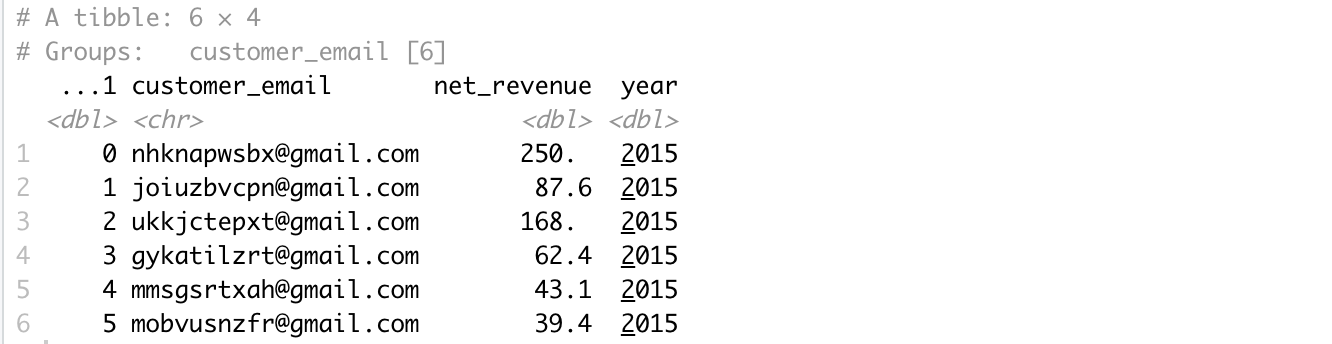 # A tibble: 6 × 4
# Groups:   customer_email [6]
   ...1 customer_email       net_revenue  year
  <dbl> <chr>                      <dbl> <dbl>
1     0 nhknapwsbx@gmail.com       250.   2015
2     1 joiuzbvcpn@gmail.com        87.6  2015
3     2 ukkjctepxt@gmail.com       168.   2015
4     3 gykatilzrt@gmail.com        62.4  2015
5     4 mmsgsrtxah@gmail.com        43.1  2015
6     5 mobvusnzfr@gmail.com        39.4  2015